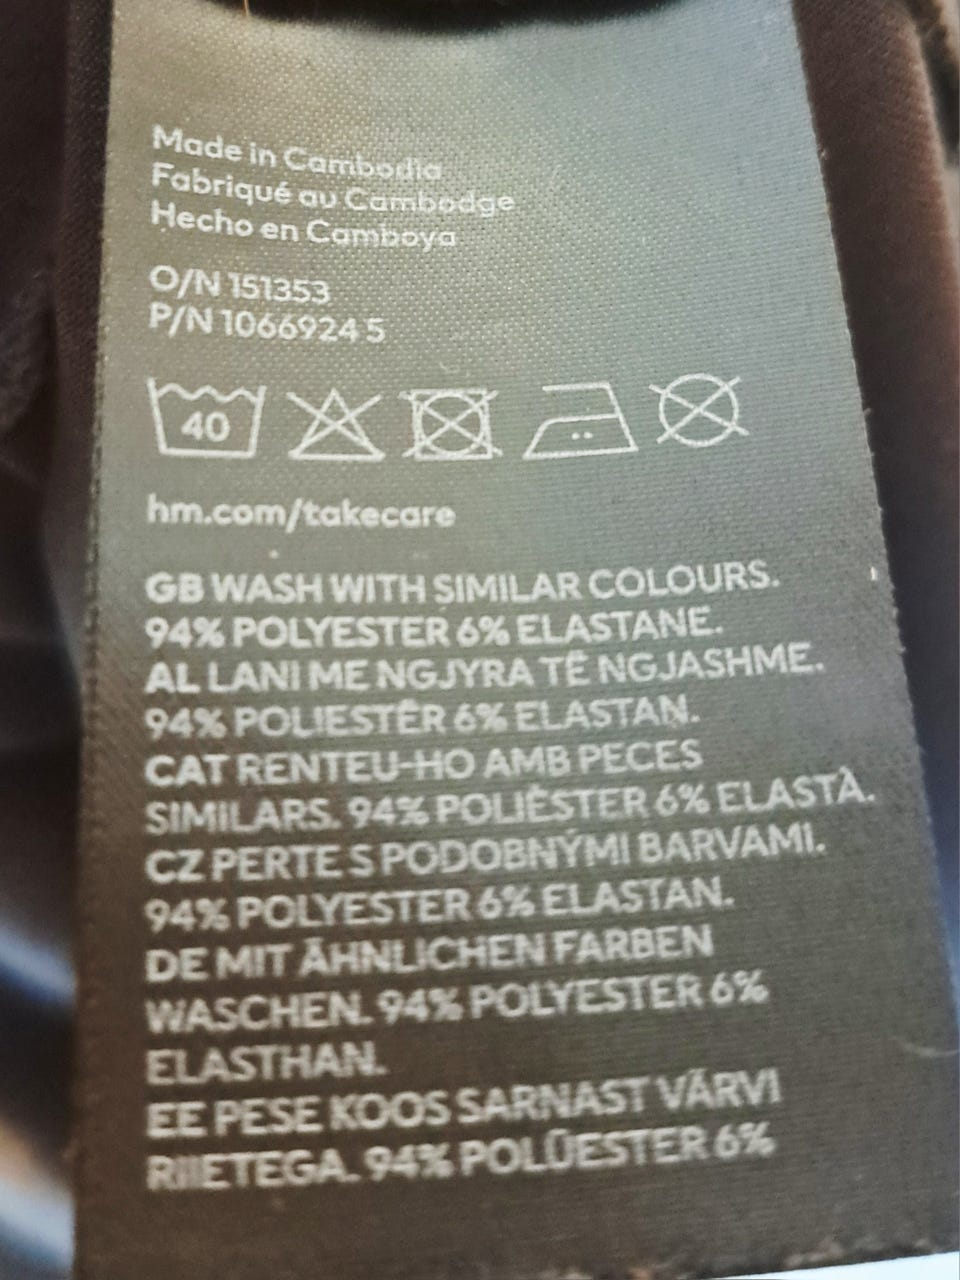 Made in Cambodia
Fabriqué au Cambodge
Hecho en Camboya
O/N 151353
P/N 1066924 5
40
hm.com/takecare
GB WASH WITH SIMILAR COLOURS.
94% POLYESTER 6% ELASTANE.
AL LANI ME NGJYRA TË NGJASHME.
94% POLIESTËR 6% ELASTAN.
CAT RENTEU-HO AMB PECES
SIMILARS. 94% POLIÈSTER 6% ELASTÀ.
CZ PERTE S PODOBNÝMI BARVAMI.
94% POLYESTER 6% ELASTAN.
DE MIT ÄHNLICHEN FARBEN
WASCHEN. 94% POLYESTER 6%
ELASTHAN.
EE PESE KOOS SARNAST VÄRVI
RIIETEGA. 94% POLÜESTER 6%